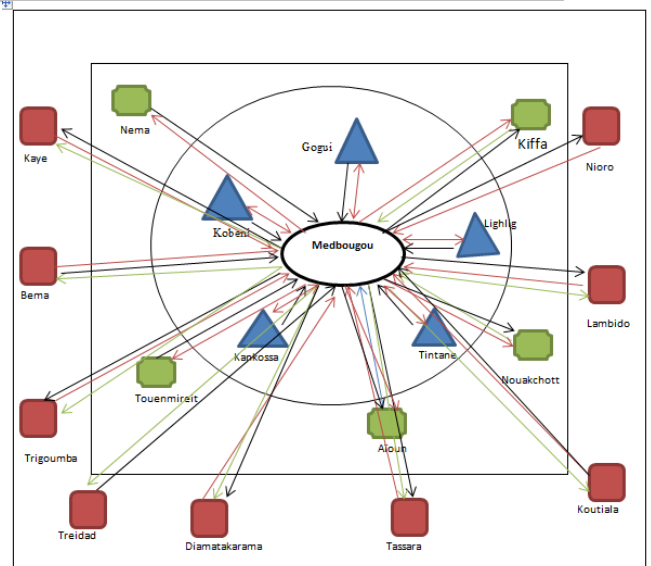 Nema
Kaye
Gogui
Kiffa
Nioro
Kobeni
Lighlig
Medbougou
Bema
Lambido
Kankossa
Tintane
Touenmireit
Nouakchott
Aioun
Trigoumba
Treidad
Diamatakarama
Tassara
Koutiala